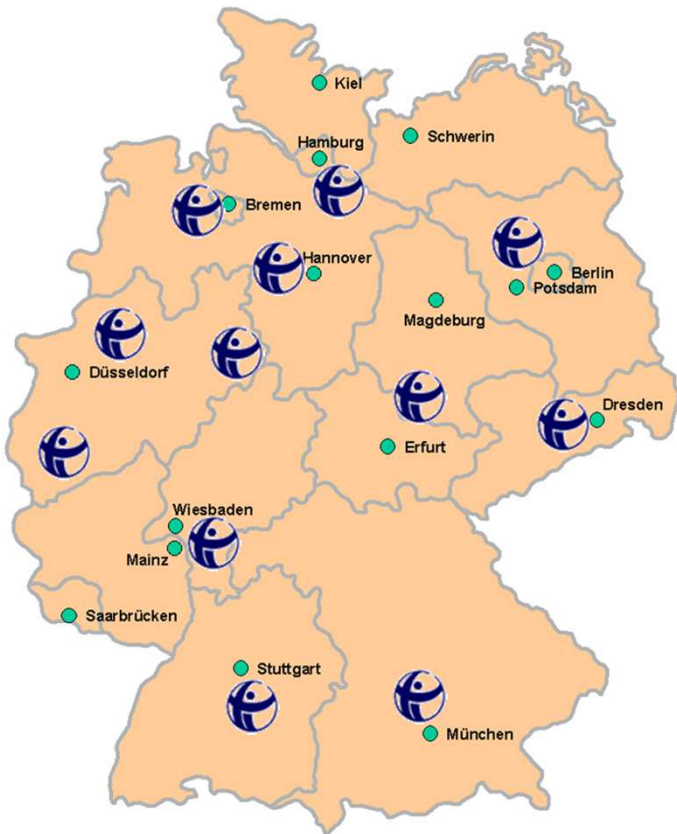 Kiel
Schwerin
Hamburg
Bremen
Hannover
Berlin
Potsdam
Magdeburg
Düsseldorf
Dresden
Erfurt
Wiesbaden
Mainz
Saarbrücken
Stuttgart
München